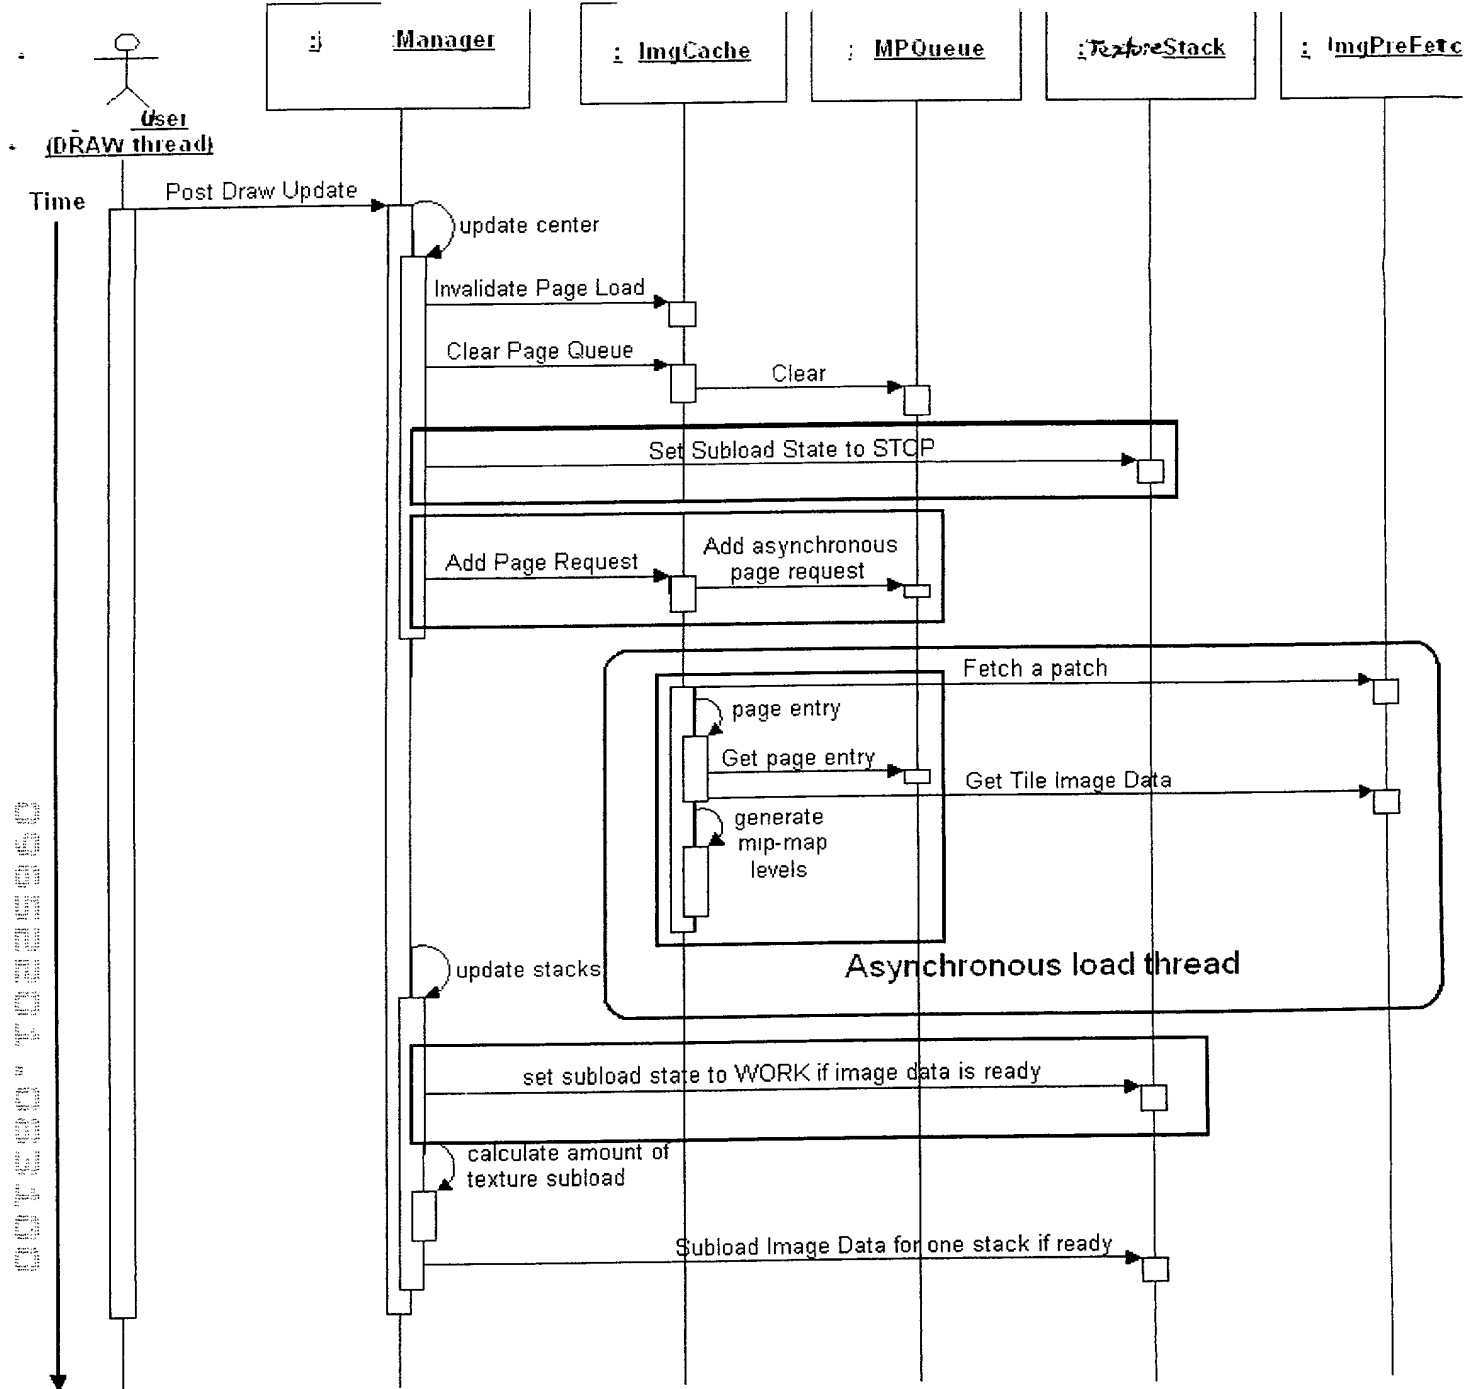 :Manager
: ImgCache
: MPQueue
:TextureStack
: ImgPreFetc
User
(DRAW thread)
Time
Post Draw Update
update center
Invalidate Page Load
Clear Page Queue
Clear
Set Subload State to STOP
Add Page Request
Add asynchronous
page request
Fetch a patch
page entry
Get page entry
Get Tile Image Data
generate
mip-map
levels
Asynchronous load thread
update stacks
set subload state to WORK if image data is ready
calculate amount of
texture subload
Subload Image Data for one stack if ready